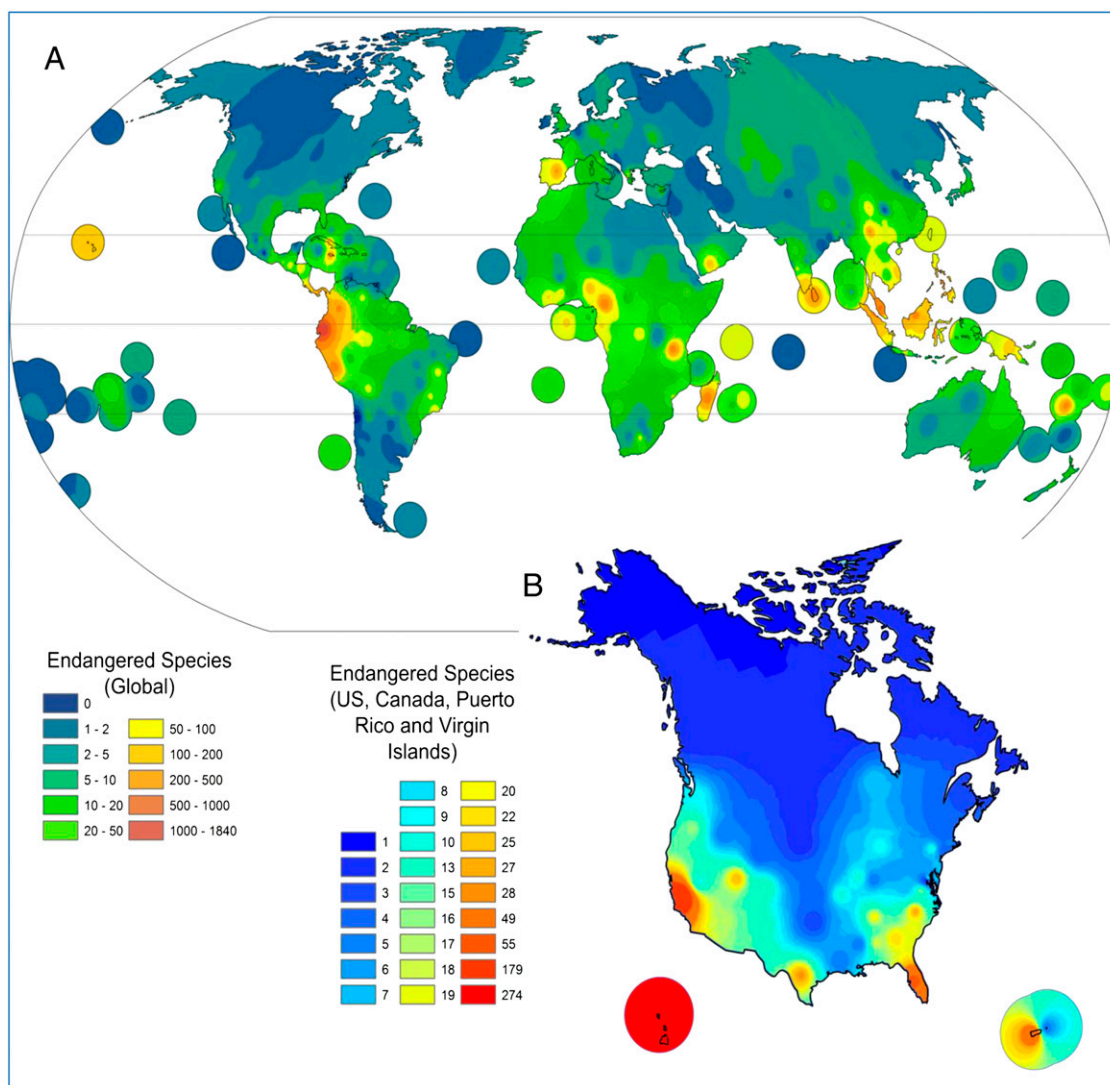 A
B
Endangered Species
(Global)
0
1 - 2
2 - 5
5 - 10
10 - 20
20 - 50
50 - 100
100 - 200
200 - 500
500 - 1000
1000 - 1840
Endangered Species
(US, Canada, Puerto
Rico and Virgin
Islands)
1
2
3
4
5
6
7
8
9
10
13
15
16
17
18
19
20
22
25
27
28
49
55
179
274